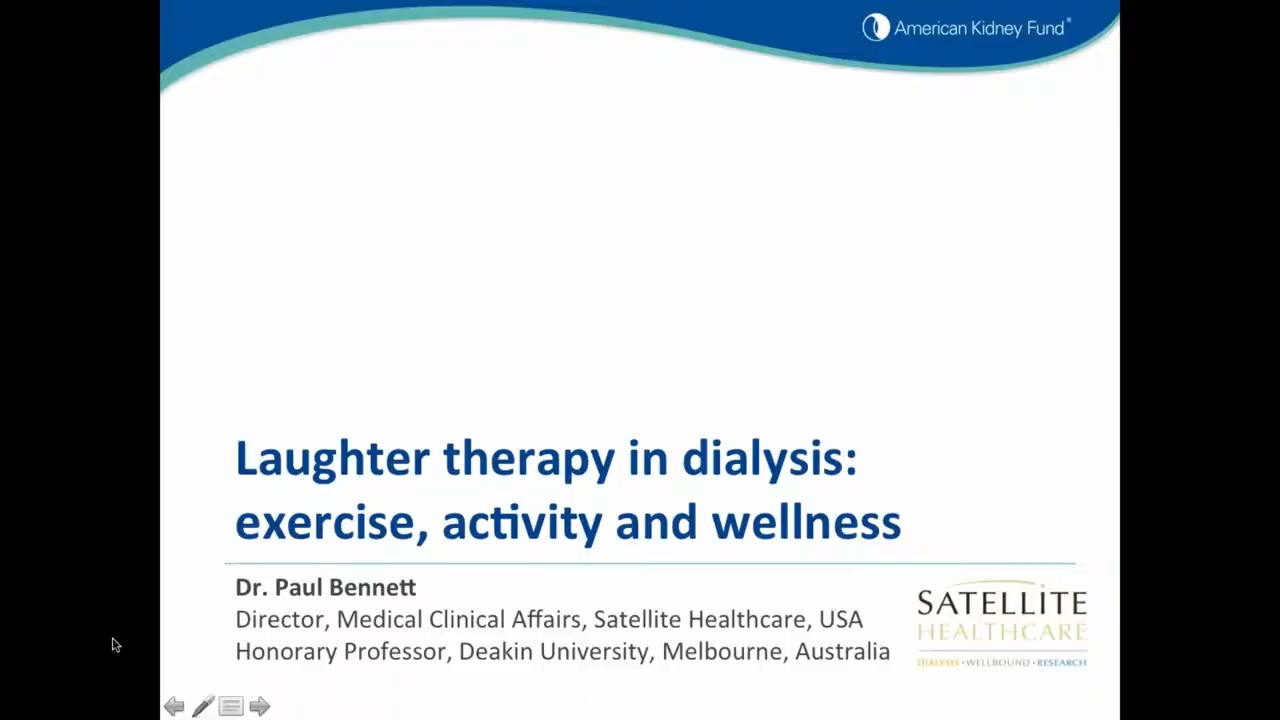 American Kidney Fund®
Laughter therapy in dialysis:
exercise, activity and wellness
Dr. Paul Bennett
Director, Medical Clinical Affairs, Satellite Healthcare, USA
Honorary Professor, Deakin University, Melbourne, Australia
SATELLITE
HEALTHCARE
DIALYSIS • WELLBOUND • RESEARCH